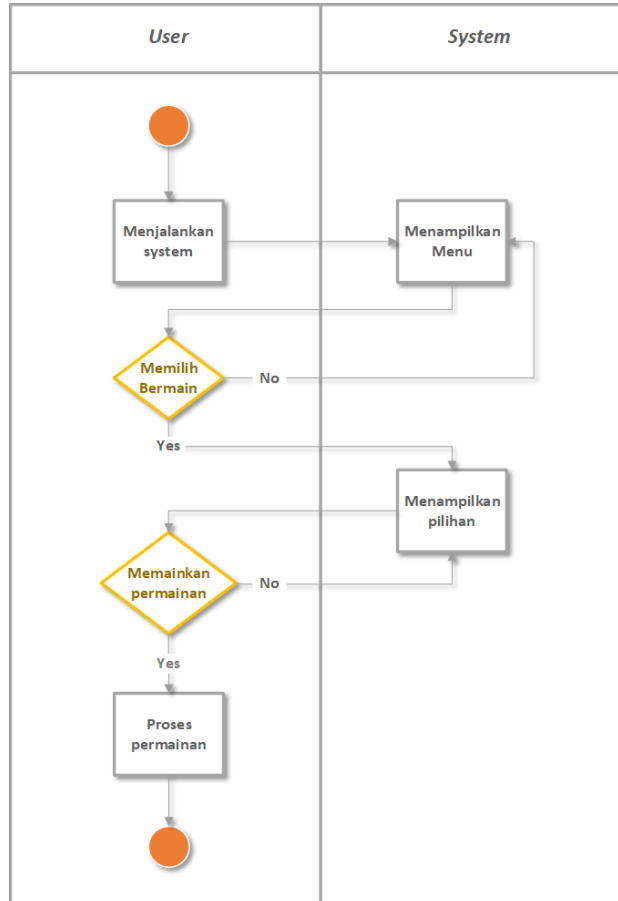 User
System
Menjalankan
system
Menampilkan
Menu
Memilih
Bermain
No
Yes
Menampilkan
pilihan
Memainkan
permainan
No
Yes
Proses
permainan